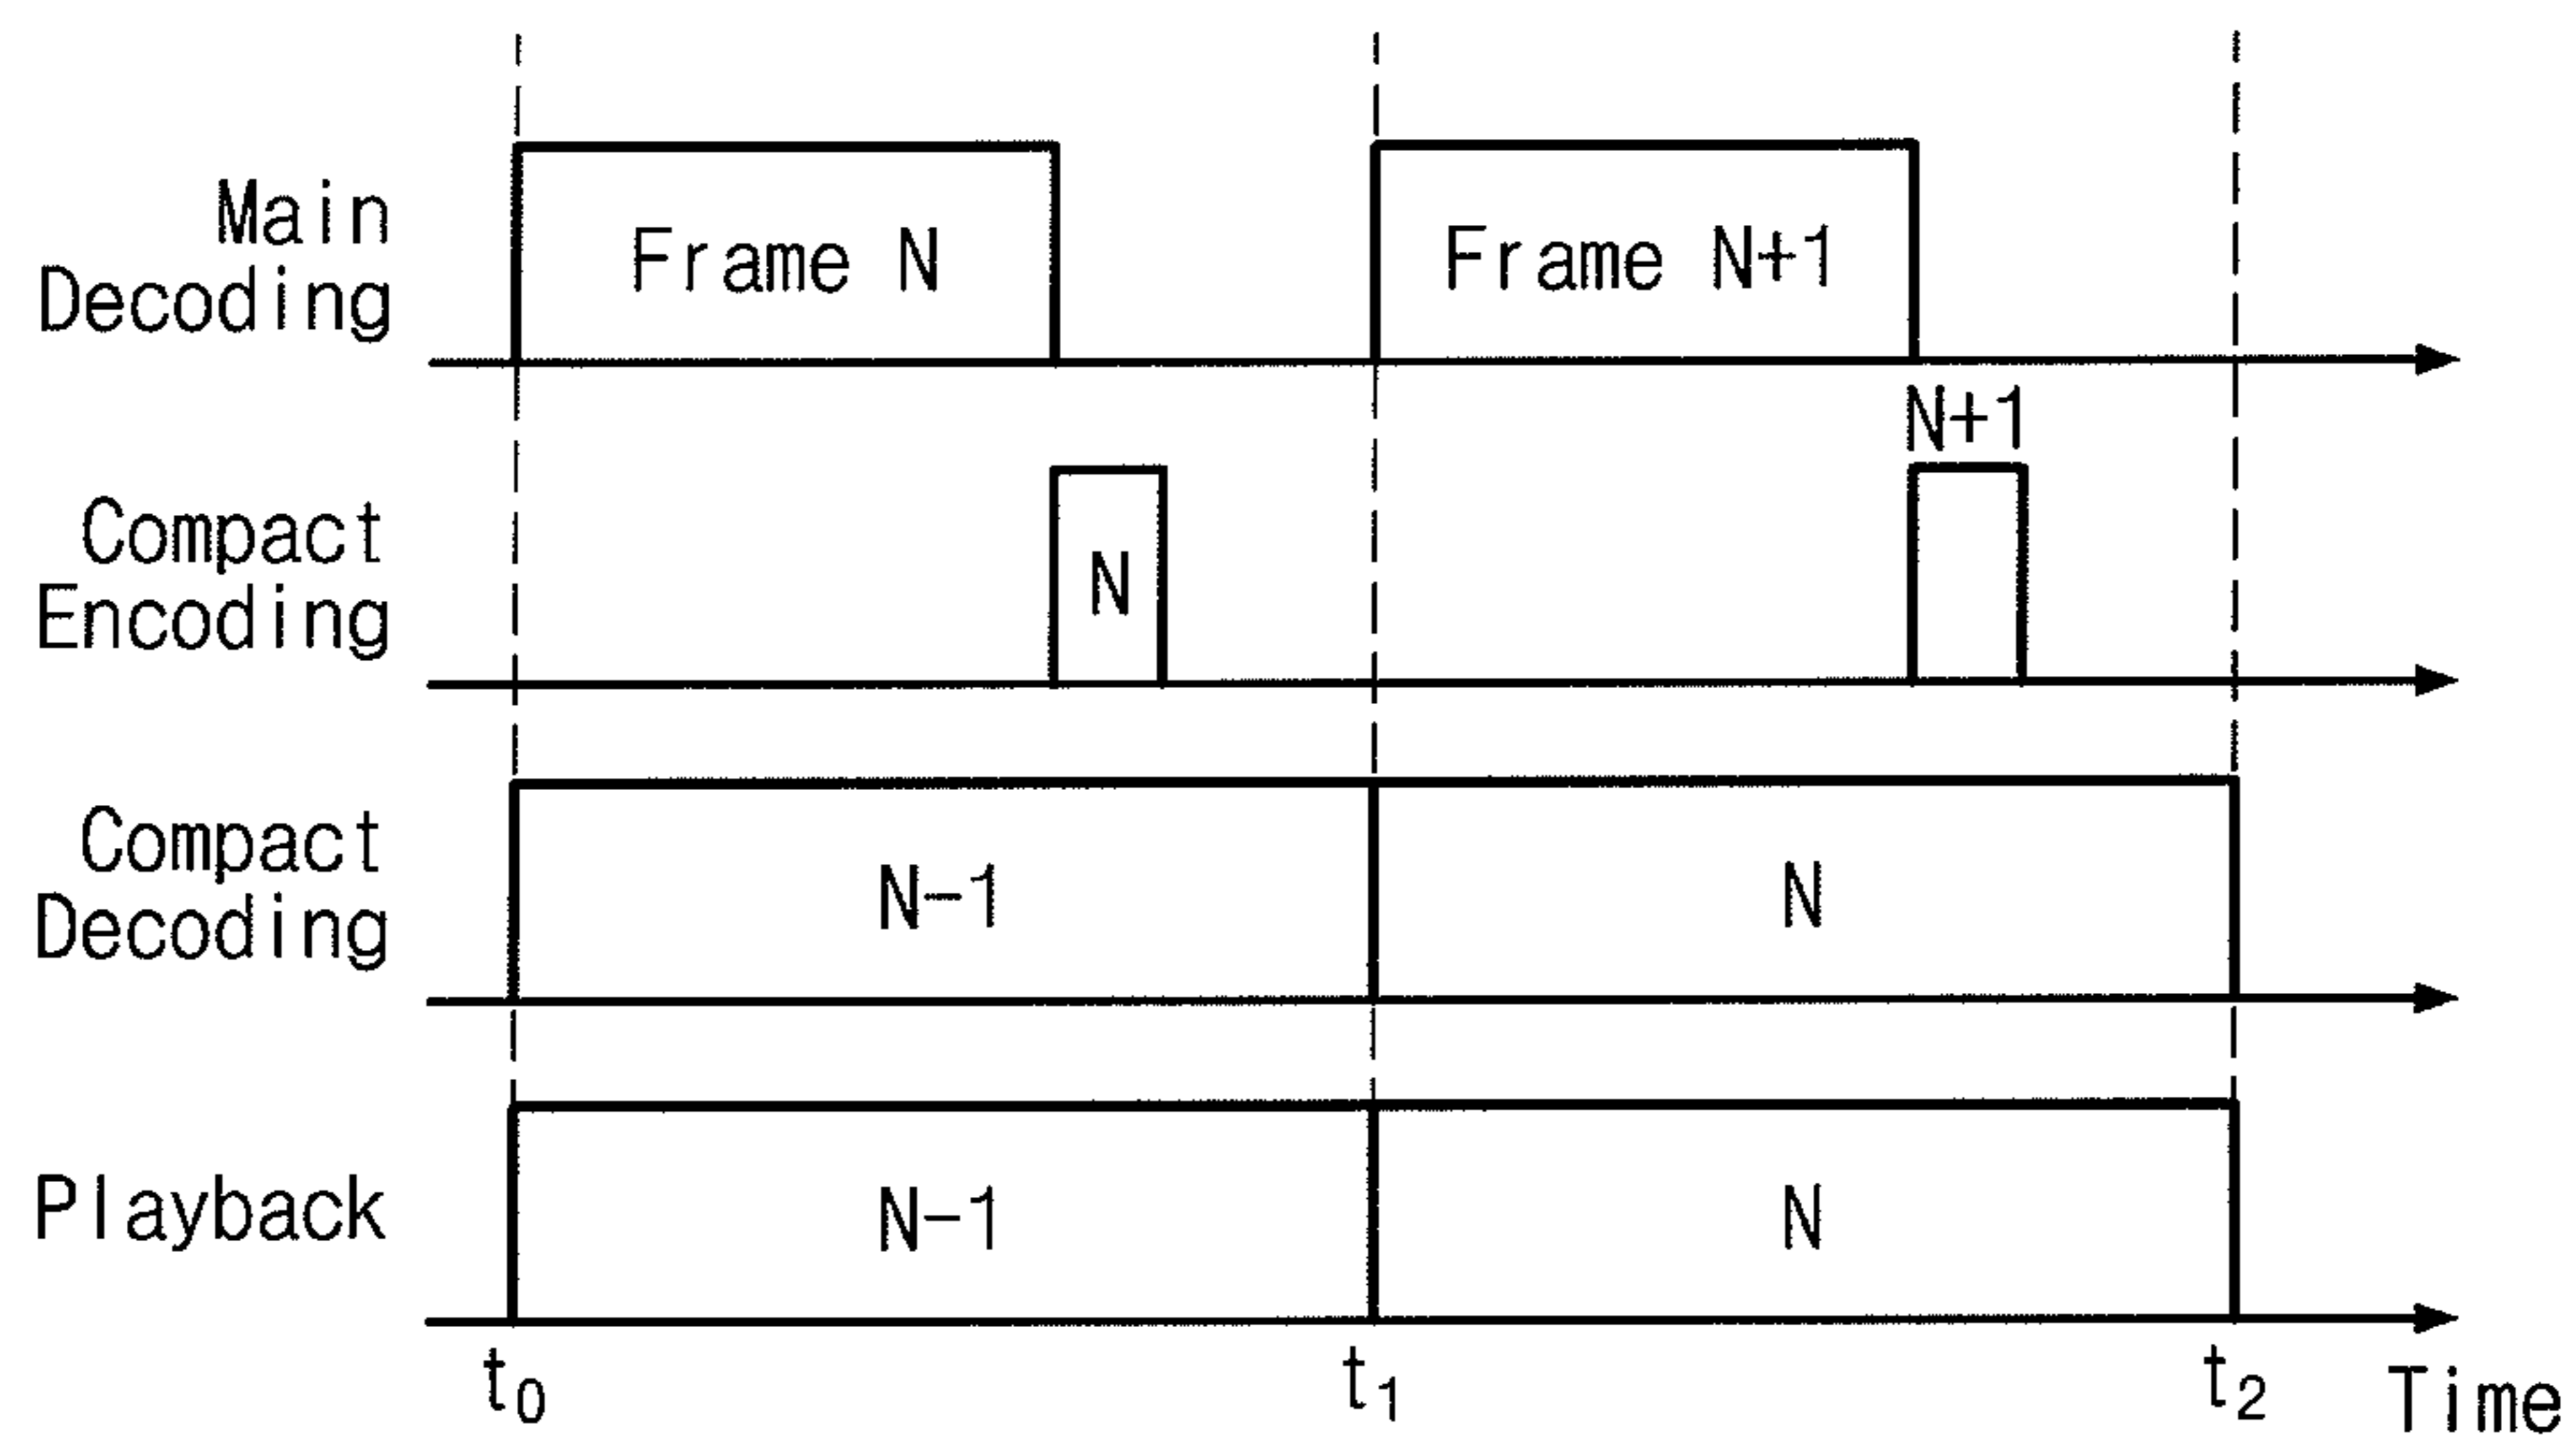 Main
Decoding
Frame N
Frame N+1
Compact
Encoding
N
N+1
Compact
Decoding
N-1
N
Playback
N-1
N
t0
t1
t2
Time